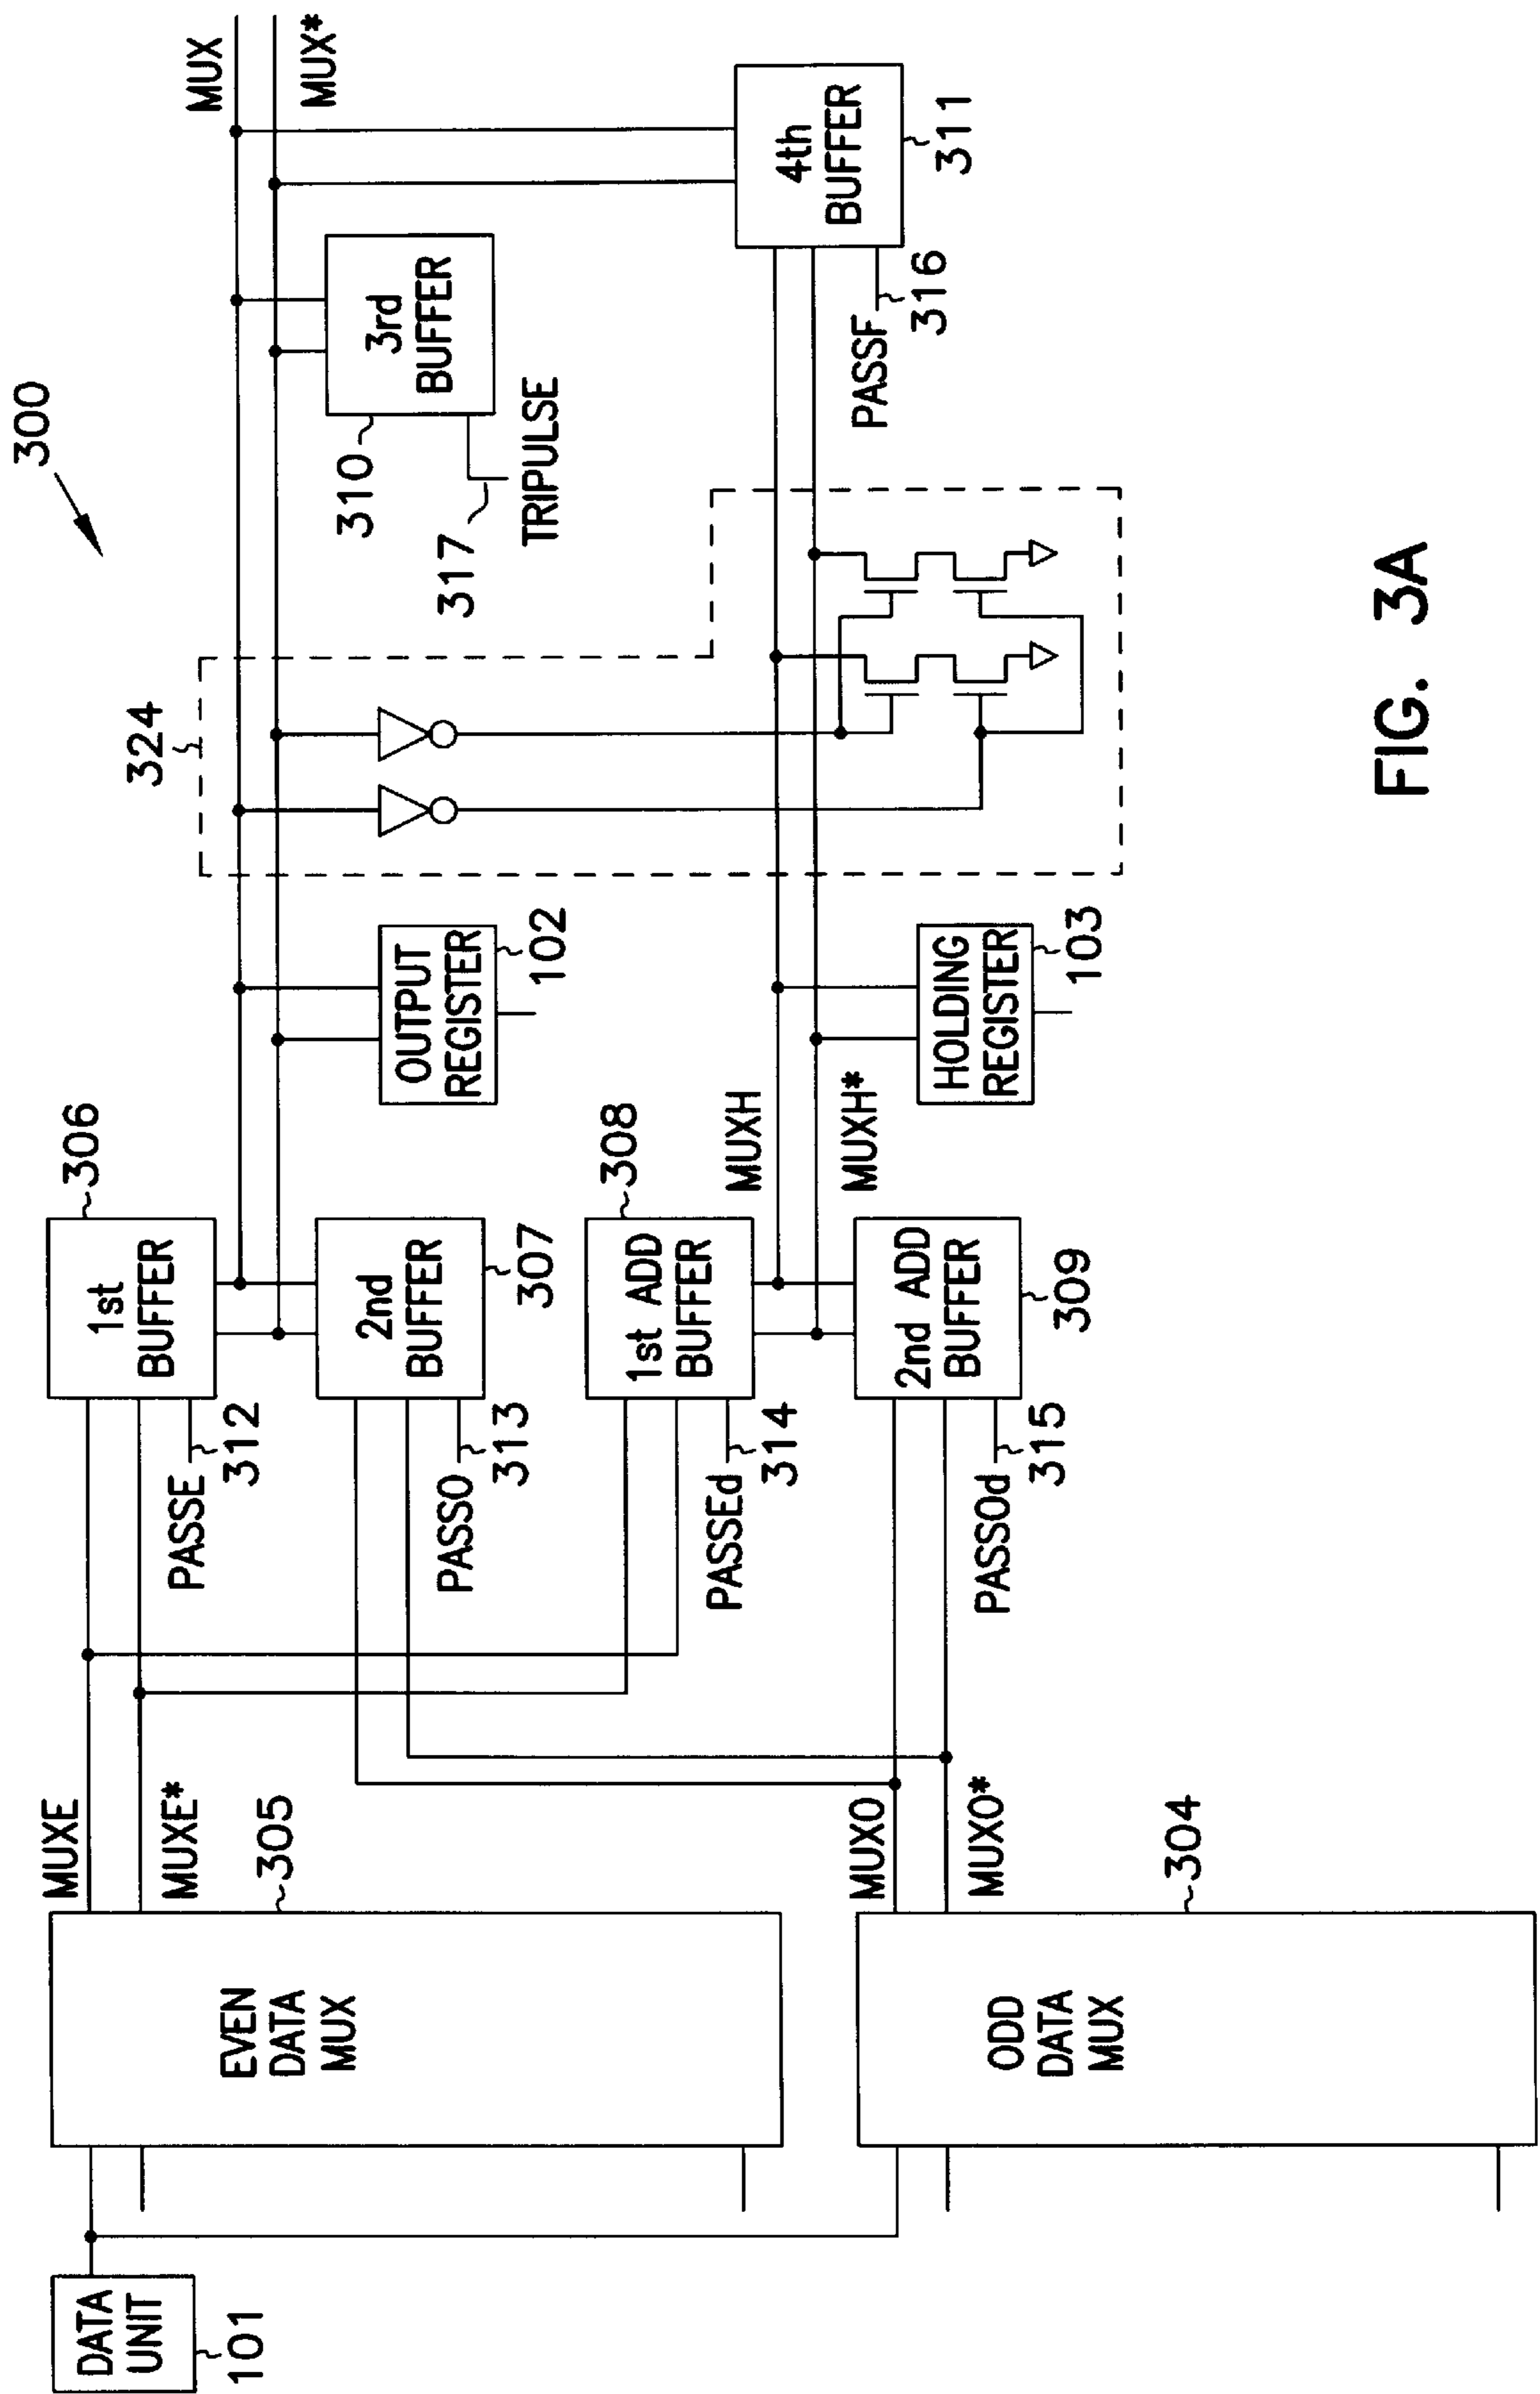 300
DATA
UNIT
101
EVEN
DATA
MUX
305
MUXE
MUXE*
ODD
DATA
MUX
304
MUXO
MUXO*
1st
BUFFER
306
PASSE
312
2nd
BUFFER
307
PASSO
313
1st ADD
BUFFER
308
PASSEd
314
2nd ADD
BUFFER
309
PASSOd
315
MUXH
MUXH*
OUTPUT
REGISTER
102
HOLDING
REGISTER
103
324
3rd
BUFFER
310
317
TRIPULSE
4th
BUFFER
311
PASSF
316
MUX
MUX*
FIG. 3A